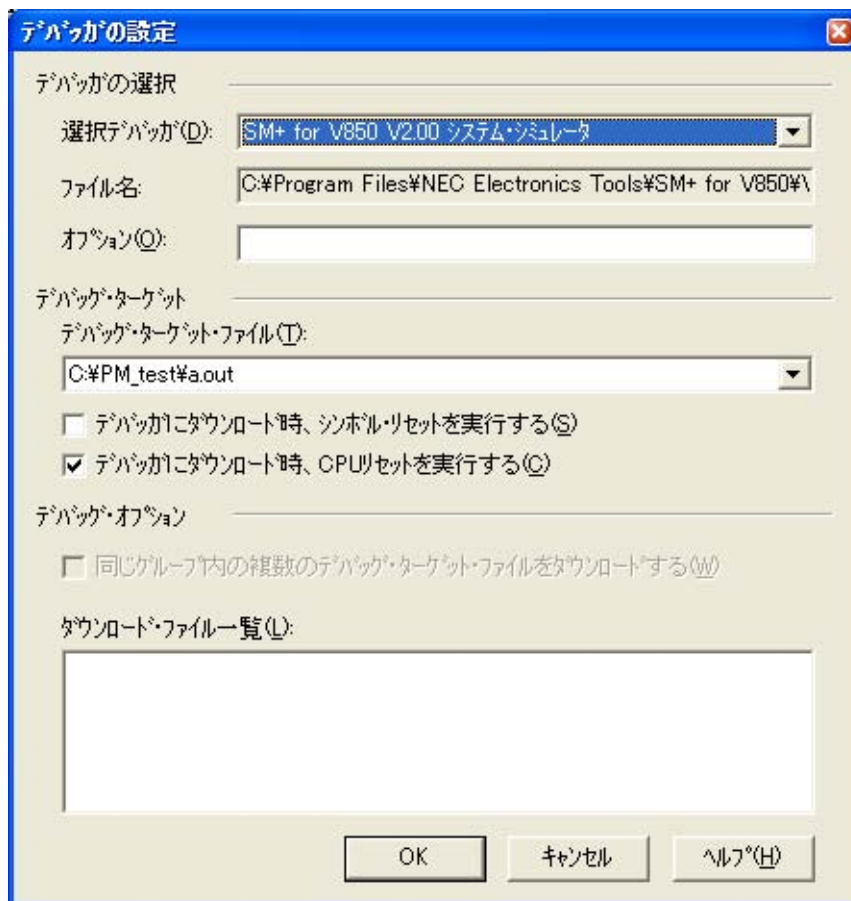 デバッガの設定
デバッガの選択
選択デバッガ(D):
SM+ for V850 V2.00 システム・シミュレータ
ファイル名:
C:¥Program Files¥NEC Electronics Tools¥SM+ for V850¥\
オプション(O):
デバッグ・ターゲット
デバッグ・ターゲット・ファイル(T):
C:¥PM_test¥a.out
デバッガにダウンロード時、シンボル・リセットを実行する(S)
デバッガにダウンロード時、CPUリセットを実行する(C)
デバッグ・オプション
同じグループ内の複数のデバッグ・ターゲット・ファイルをダウンロードする(W)
ダウンロード・ファイル一覧(L):
OK キャンセル ヘルプ(H)